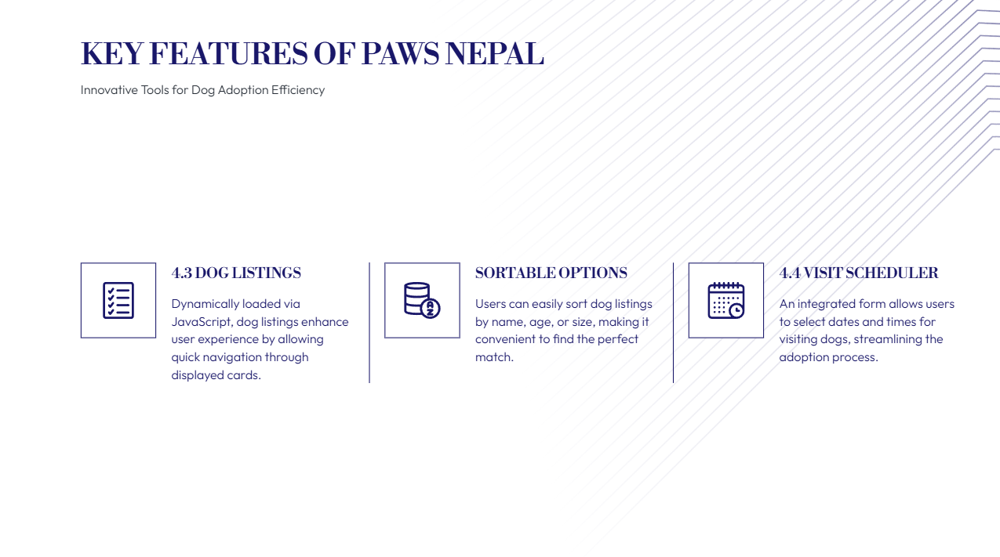 KEY FEATURES OF PAWS NEPAL
Innovative Tools for Dog Adoption Efficiency
4.3 DOG LISTINGS
Dynamically loaded via
JavaScript, dog listings enhance
user experience by allowing
quick navigation through
displayed cards.
A
Z
SORTABLE OPTIONS
Users can easily sort dog listings
by name, age, or size, making it
convenient to find the perfect
match.
4.4 VISIT SCHEDULER
An integrated form allows users
to select dates and times for
visiting dogs, streamlining the
adoption process.